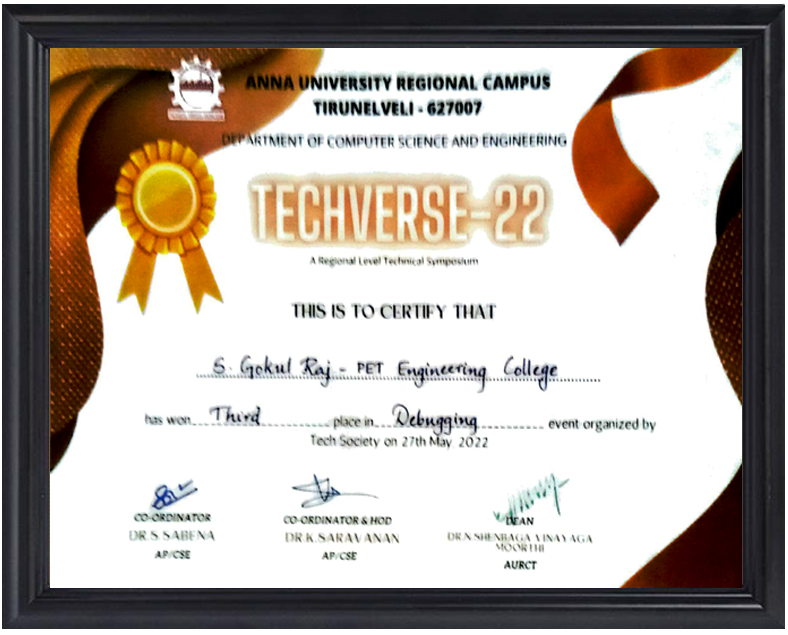 ANNA UNIVERSITY REGIONAL CAMPUS
TIRUNELVELI - 627007
DEPARTMENT OF COMPUTER SCIENCE AND ENGINEERING
TECHVERSE-22
A Regional Level Technical Symposium
THIS IS TO CERTIFY THAT
S. Gokul Raj - PET Engineering College
has won Third place in Debugging event organized by
Tech Society on 27th May 2022
CO-ORDINATOR
DR.S.SABENA
AP/CSE
CO-ORDINATOR & HOD
DR.K.SARAVANAN
AP/CSE
DEAN
DR.N.SHENBAGA VINAYAGA
MOORTHI
AURCT